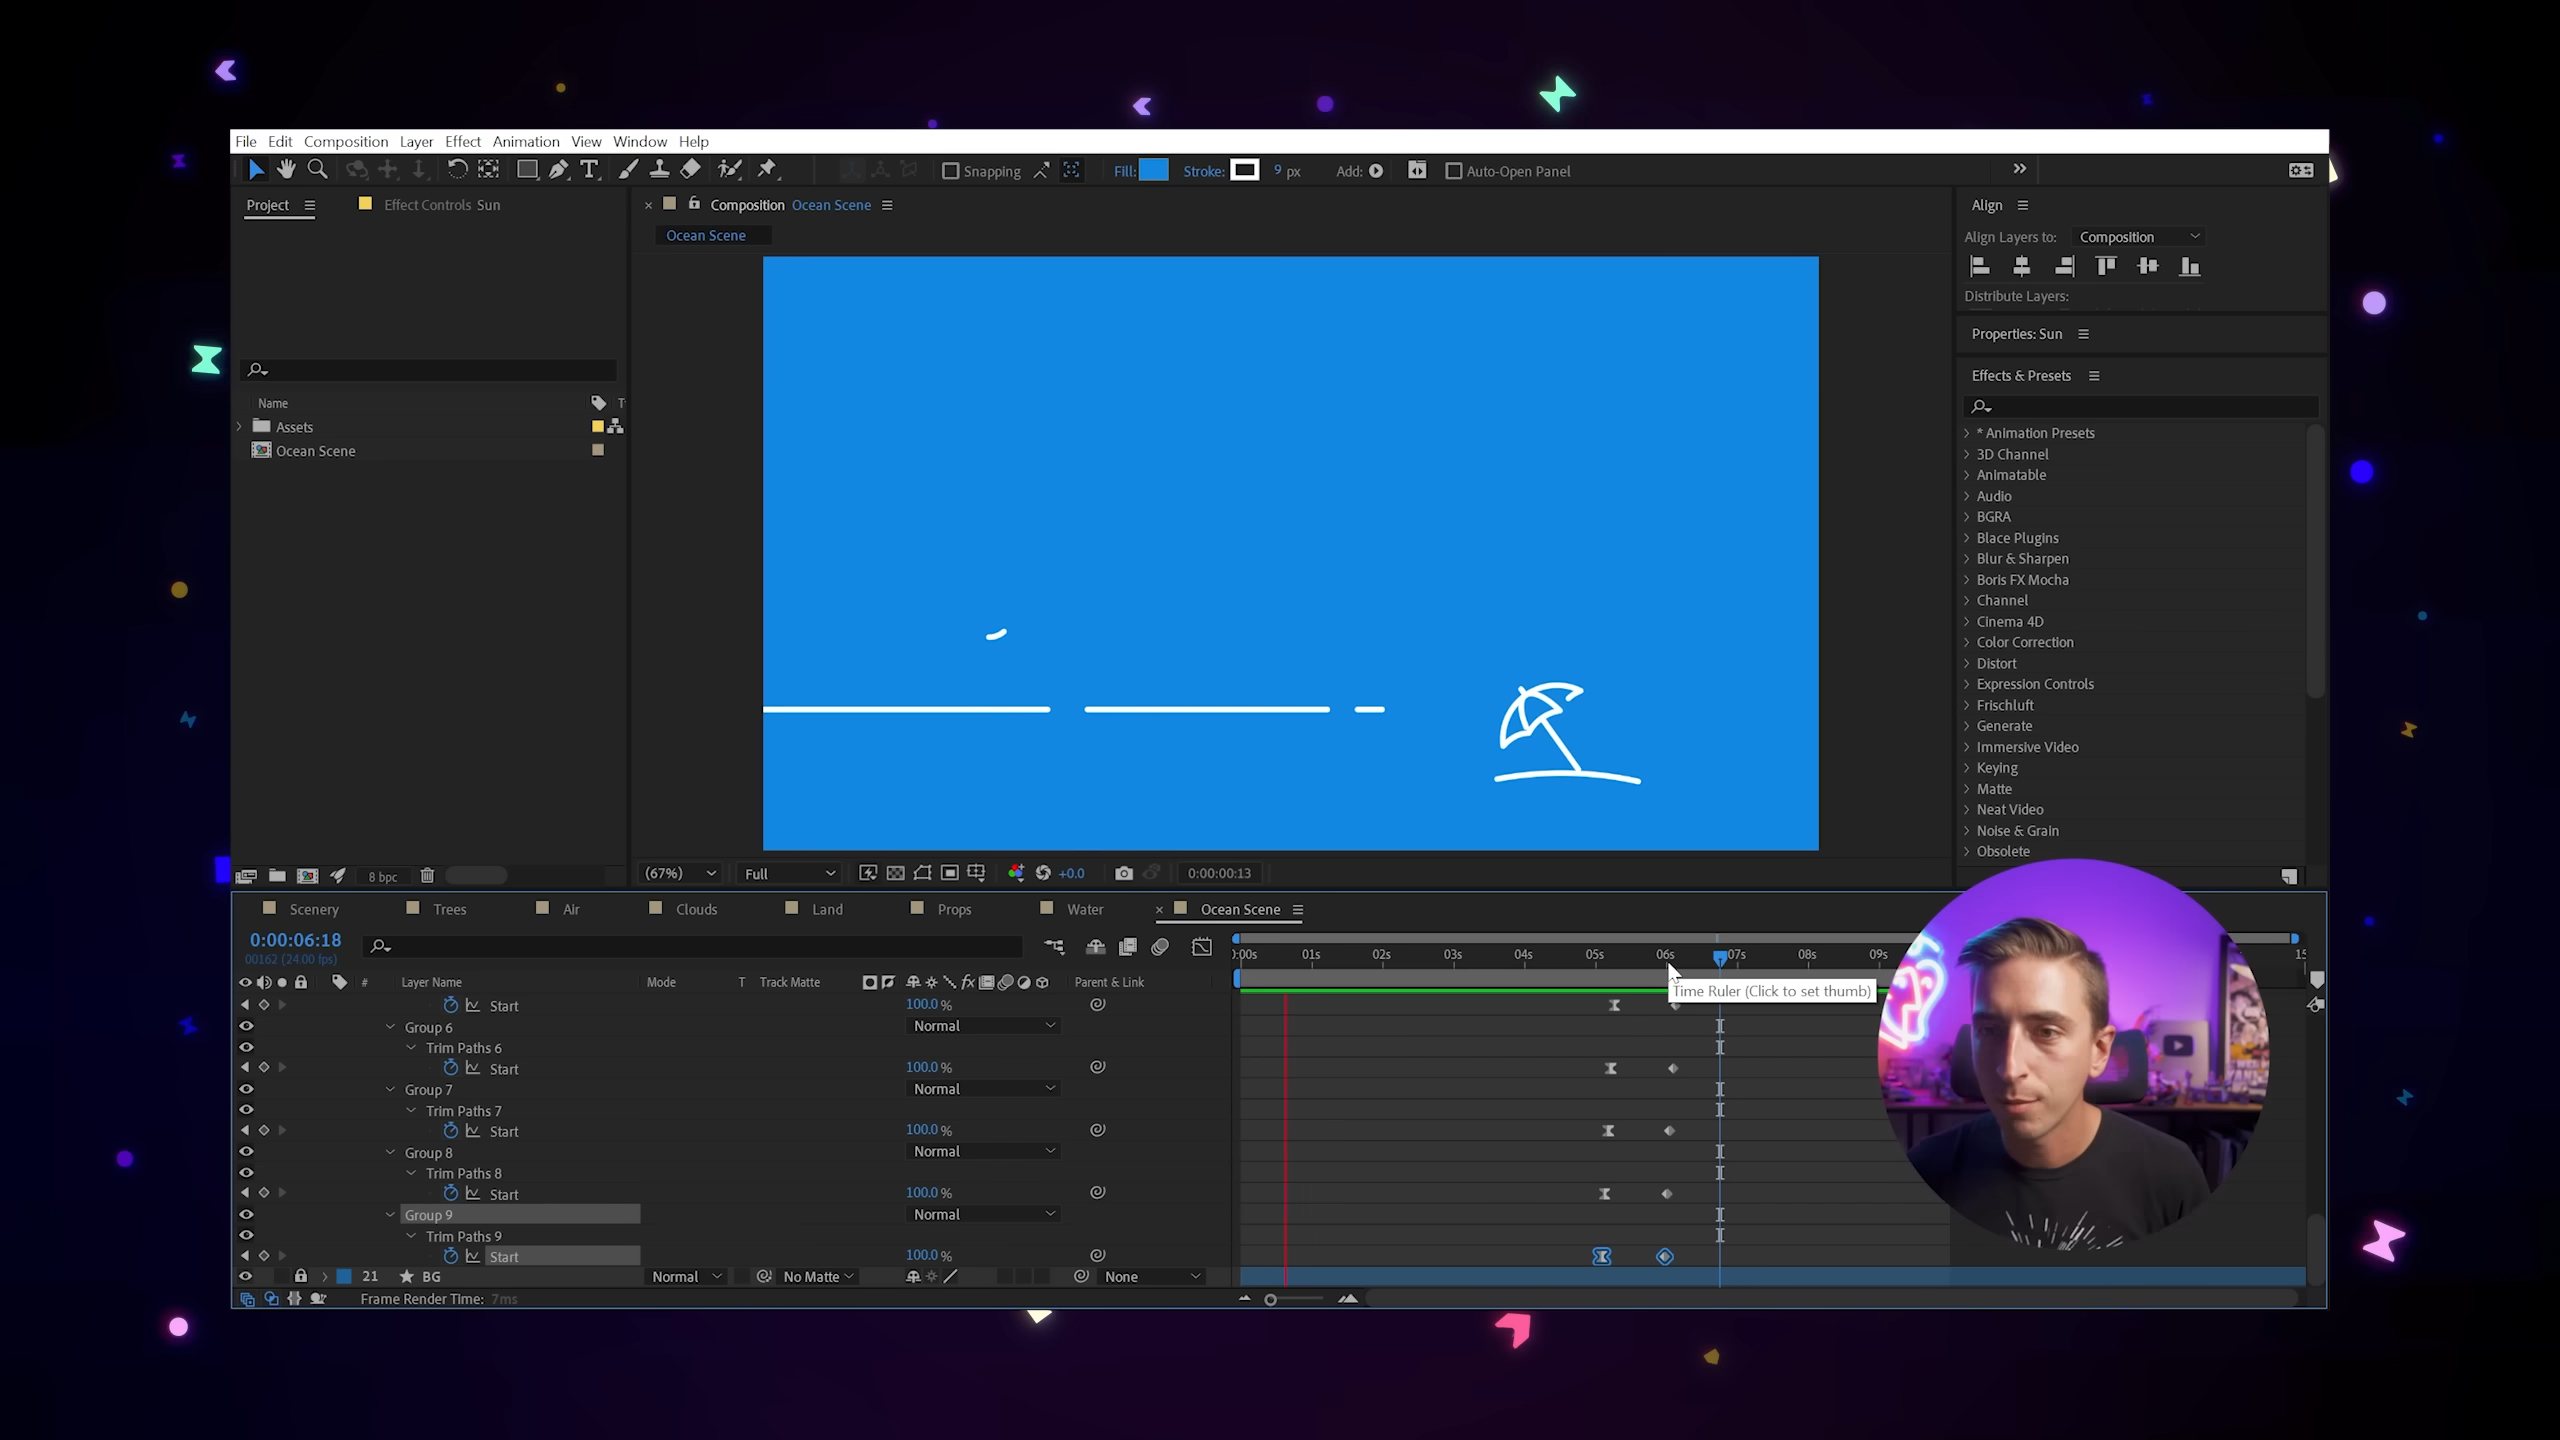 File Edit Composition Layer Effect Animation View Window Help
Snapping Fill: Stroke: 9 px Add: Auto-Open Panel
Project Effect Controls Sun
Composition Ocean Scene
Ocean Scene
Name T
Assets
Ocean Scene
8 bpc
(67%) Full +0.0 0:00:00:13
Align
Align Layers to: Composition
Distribute Layers:
Properties: Sun
Effects & Presets
* Animation Presets
3D Channel
Animatable
Audio
BGRA
Blace Plugins
Blur & Sharpen
Boris FX Mocha
Channel
Cinema 4D
Color Correction
Distort
Expression Controls
Frischluft
Generate
Immersive Video
Keying
Matte
Neat Video
Noise & Grain
Obsolete
Scenery Trees Air Clouds Land Props Water Ocean Scene
0:00:06:18
00162 (24.00 fps)
):00s 01s 02s 03s 04s 05s 06s 07s 08s 09s 15
# Layer Name Mode T Track Matte fx Parent & Link
Time Ruler (Click to set thumb)
Start 100.0 %
Group 6 Normal
Trim Paths 6
Start 100.0 %
Group 7 Normal
Trim Paths 7
Start 100.0 %
Group 8 Normal
Trim Paths 8
Start 100.0 %
Group 9 Normal
Trim Paths 9
Start 100.0 %
21 BG Normal No Matte None
Frame Render Time: 7ms